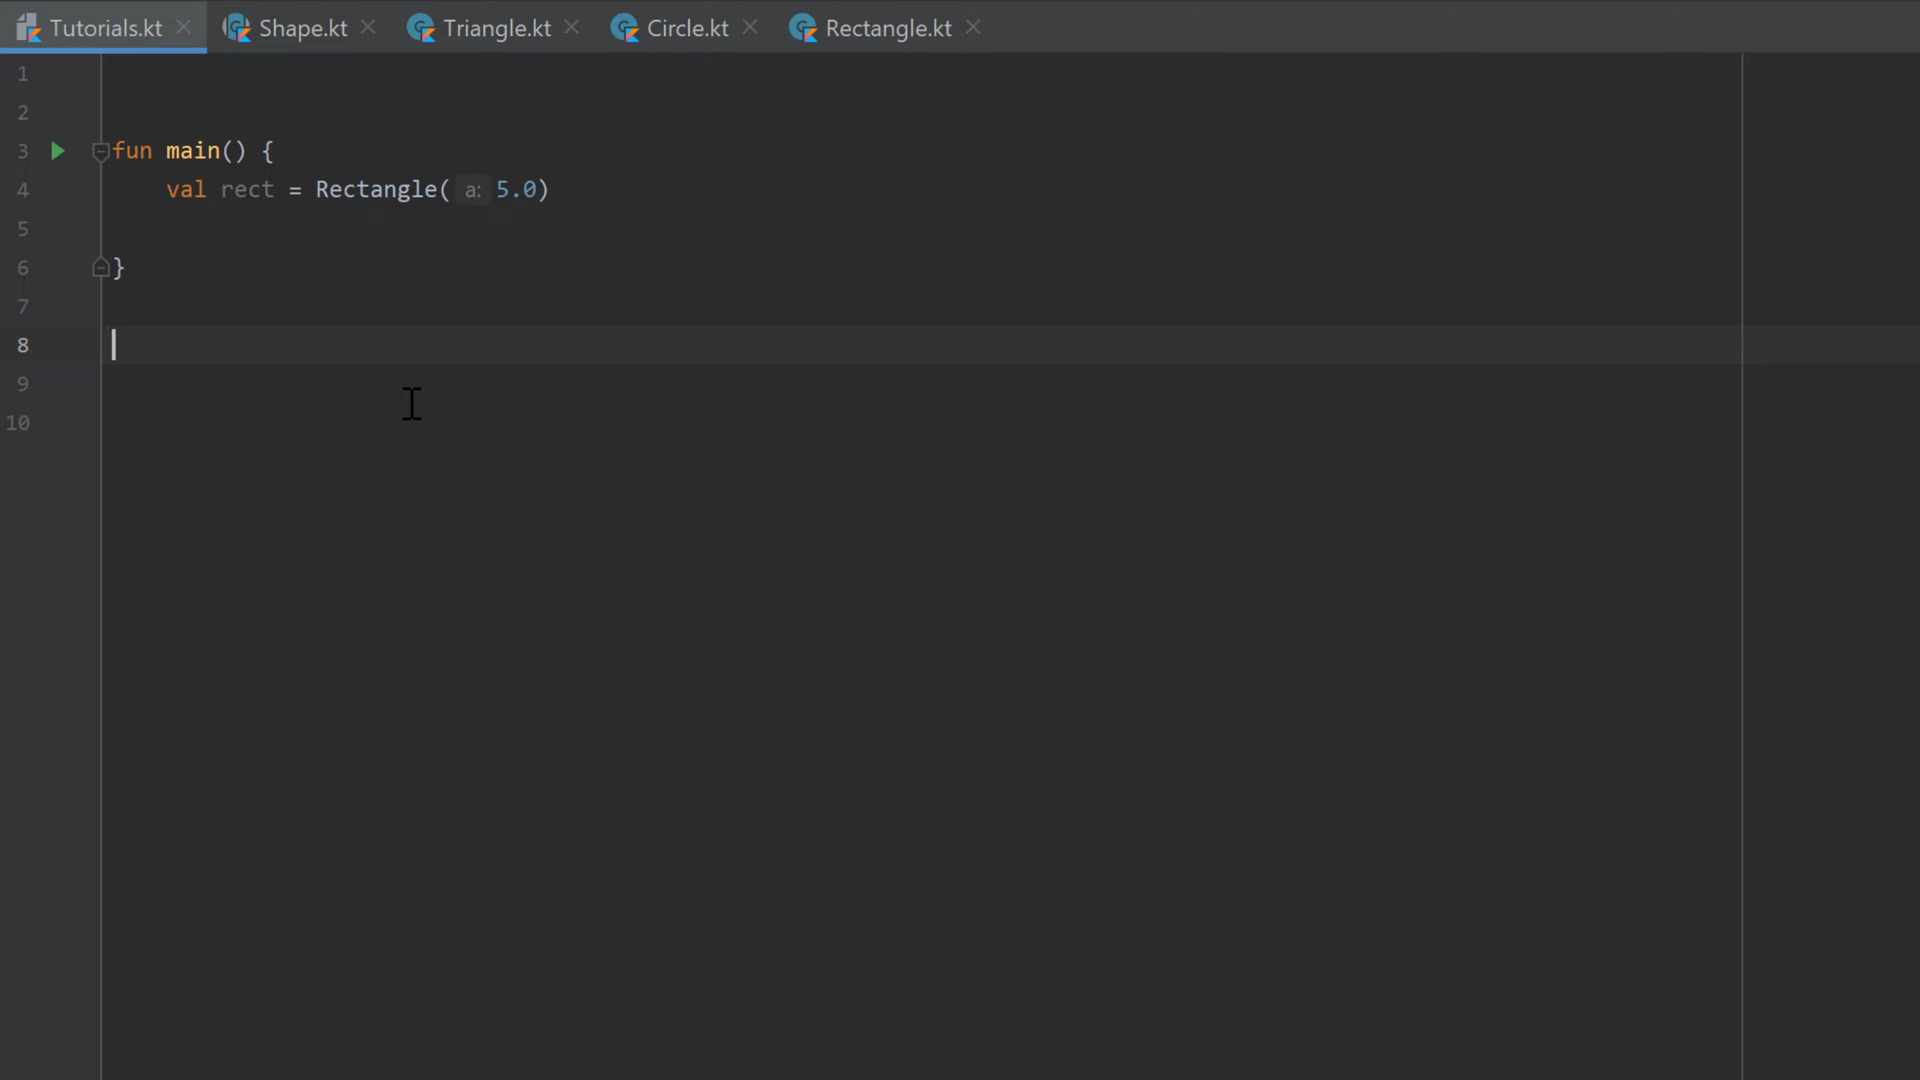 Tutorials.kt Shape.kt Triangle.kt Circle.kt Rectangle.kt
1
2
3 fun main() {
4 val rect = Rectangle( a: 5.0)
5
6 }
7
8
9
10